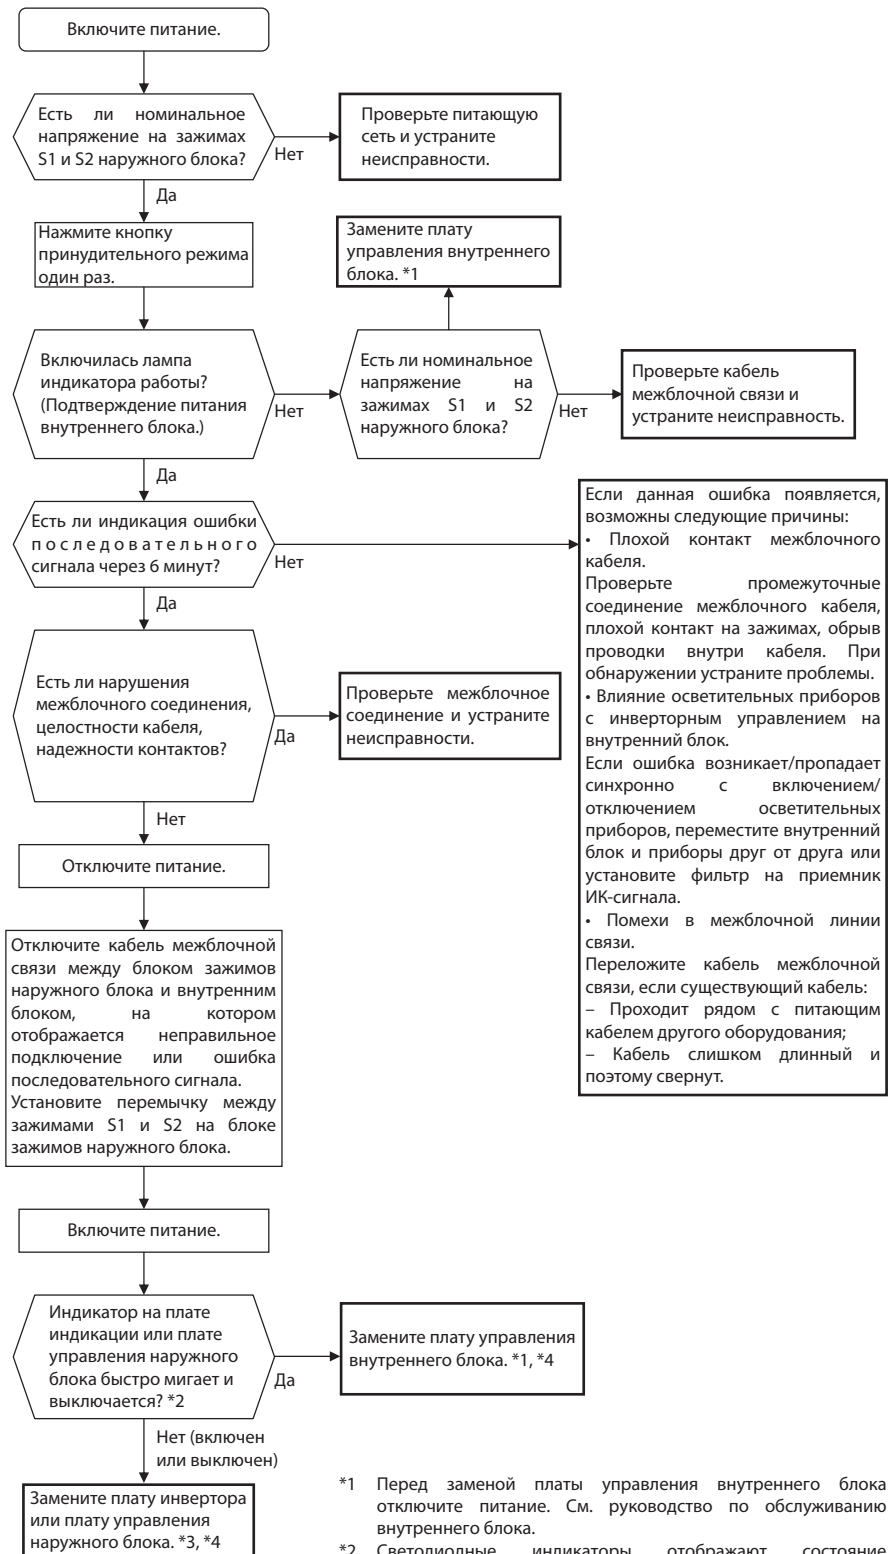 Включите питание.
Есть ли номинальное
напряжение на зажимах
S1 и S2 наружного блока?
Нет
Проверьте питающую
сеть и устраните
неисправности.
Да
Нажмите кнопку
принудительного режима
один раз.
Замените плату
управления внутреннего
блока. *1
Включилась лампа
индикатора работы?
(Подтверждение питания
внутреннего блока.)
Нет
Есть ли номинальное
напряжение на
зажимах S1 и S2
наружного блока?
Нет
Проверьте кабель
межблочной связи и
устраните неисправность.
Да
Есть ли индикация ошибки
последовательного
сигнала через 6 минут?
Нет
Если данная ошибка появляется,
возможны следующие причины:
• Плохой контакт межблочного
кабеля.
Проверьте промежуточные
соединение межблочного кабеля,
плохой контакт на зажимах, обрыв
проводки внутри кабеля. При
обнаружении устраните проблемы.
• Влияние осветительных приборов
с инверторным управлением на
внутренний блок.
Если ошибка возникает/пропадает
синхронно с включением/
отключением осветительных
приборов, переместите внутренний
блок и приборы друг от друга или
установите фильтр на приемник
ИК-сигнала.
• Помехи в межблочной линии
связи.
Переложите кабель межблочной
связи, если существующий кабель:
– Проходит рядом с питающим
кабелем другого оборудования;
– Кабель слишком длинный и
поэтому свернут.
Да
Есть ли нарушения
межблочного соединения,
целостности кабеля,
надежности контактов?
Да
Проверьте межблочное
соединение и устраните
неисправности.
Нет
Отключите питание.
Отключите кабель межблочной
связи между блоком зажимов
наружного блока и внутренним
блоком, на котором
отображается неправильное
подключение или ошибка
последовательного сигнала.
Установите перемычку между
зажимами S1 и S2 на блоке
зажимов наружного блока.
Включите питание.
Индикатор на плате
индикации или плате
управления наружного
блока быстро мигает и
выключается? *2
Да
Замените плату управления
внутреннего блока. *1, *4
Нет (включен
или выключен)
Замените плату инвертора
или плату управления
наружного блока. *3, *4
*1 Перед заменой платы управления внутреннего блока
отключите питание. См. руководство по обслуживанию
внутреннего блока.
*2 Светодиодные индикаторы отображают состояние